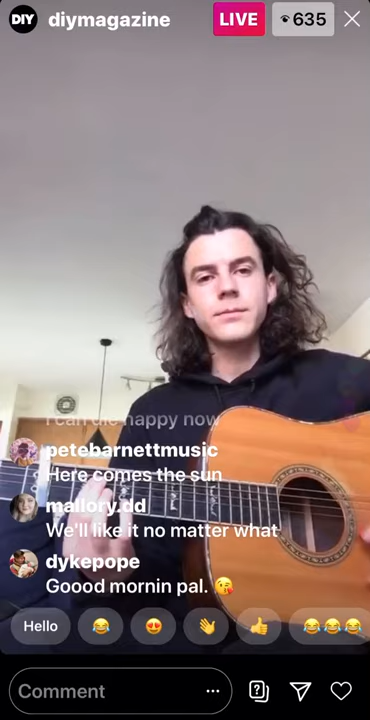 DIY diymagazine LIVE 635
I can die happy now
petebarnettmusic
Here comes the sun
mallory.dd
We'll like it no matter what
dykepope
Goood mornin pal. 😘
Hello 😂 😍 👋 👍 😂😂😂
Comment ...